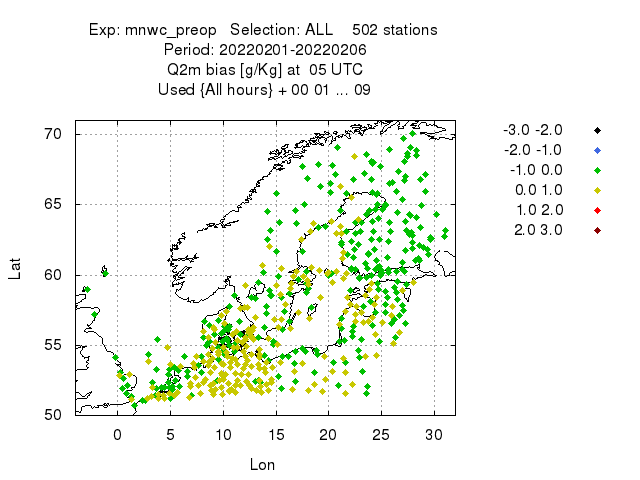 Exp: mnwc_preop Selection: ALL 502 stations
Period: 20220201-20220206
Q2m bias [g/Kg] at 05 UTC
Used {All hours} + 00 01 ... 09
-3.0 -2.0
-2.0 -1.0
-1.0 0.0
0.0 1.0
1.0 2.0
2.0 3.0
70
65
60
55
50
Lat
0 5 10 15 20 25 30
Lon